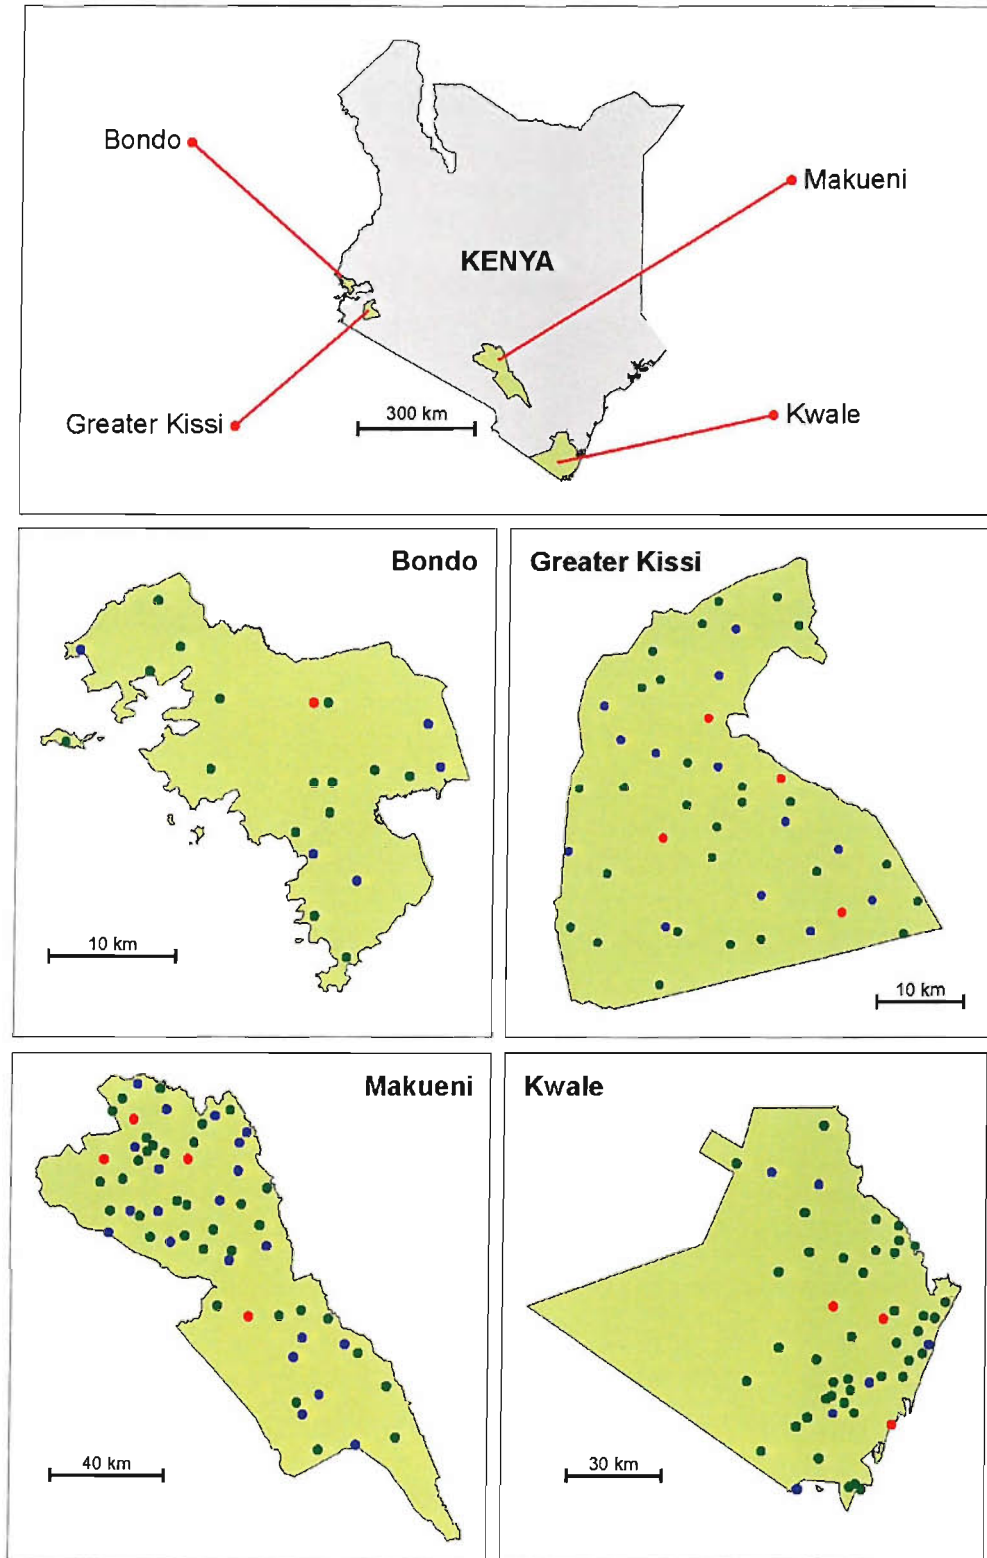 Bondo
Makueni
KENYA
Greater Kissi
300 km
Kwale
Bondo
Greater Kissi
10 km
10 km
Makueni
Kwale
40 km
30 km